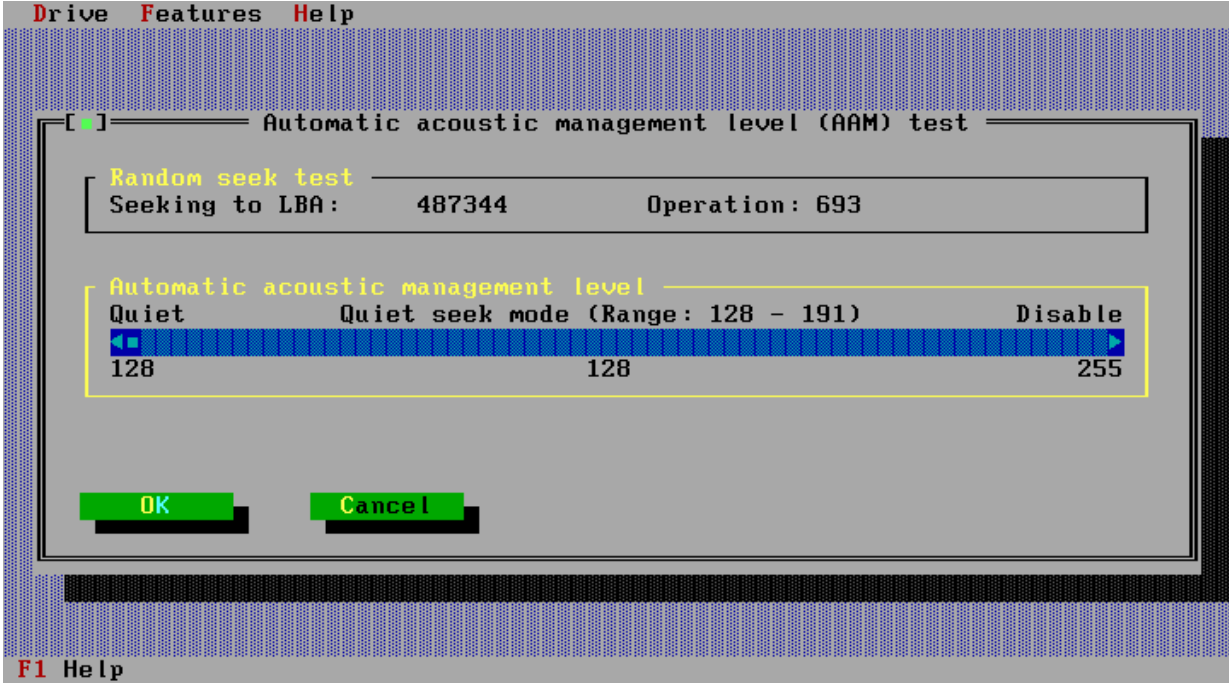 Drive Features Help
[■] Automatic acoustic management level (AAM) test
Random seek test
Seeking to LBA: 487344 Operation: 693
Automatic acoustic management level
Quiet Quiet seek mode (Range: 128 - 191) Disable
128 128 255
OK Cancel
F1 Help